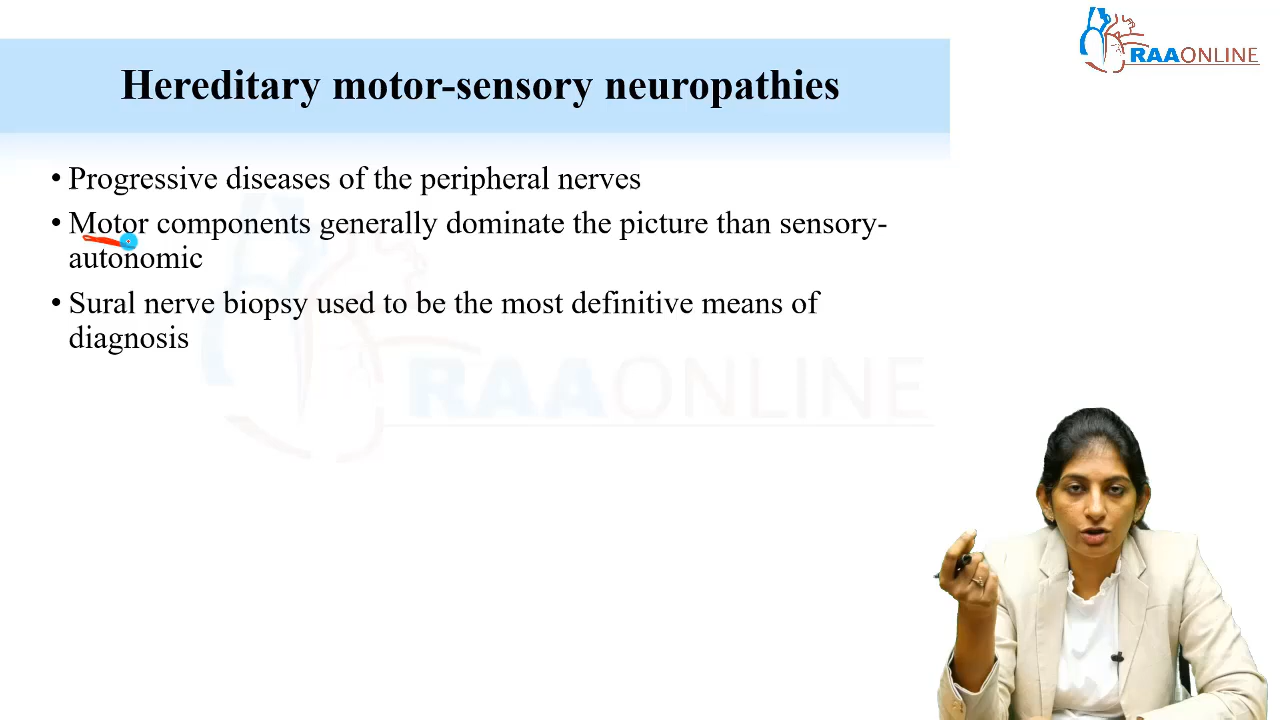 RAAONLINE
Hereditary motor-sensory neuropathies
• Progressive diseases of the peripheral nerves
• Motor components generally dominate the picture than sensory-
autonomic
• Sural nerve biopsy used to be the most definitive means of
diagnosis
RAAONLINE